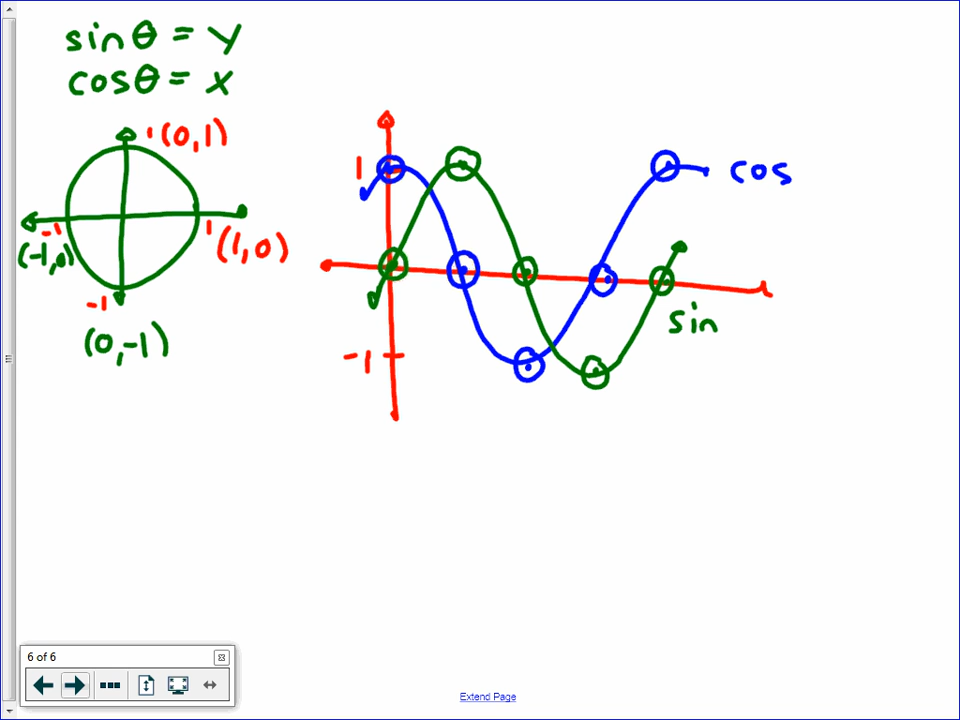 sinθ = y
cosθ = x
1 (0,1)
-1
(-1,0)
1 (1,0)
-1
(0,-1)
1
cos
sin
-1
6 of 6
Extend Page